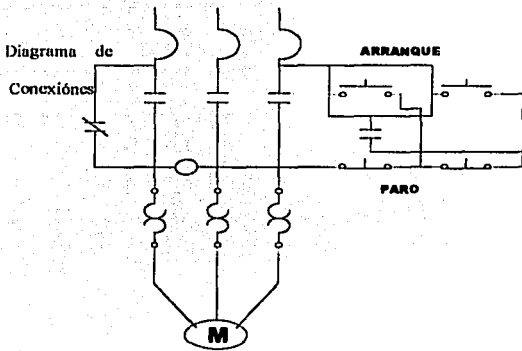 Diagrama de
Conexiónes
ARRANQUE
PARO
M